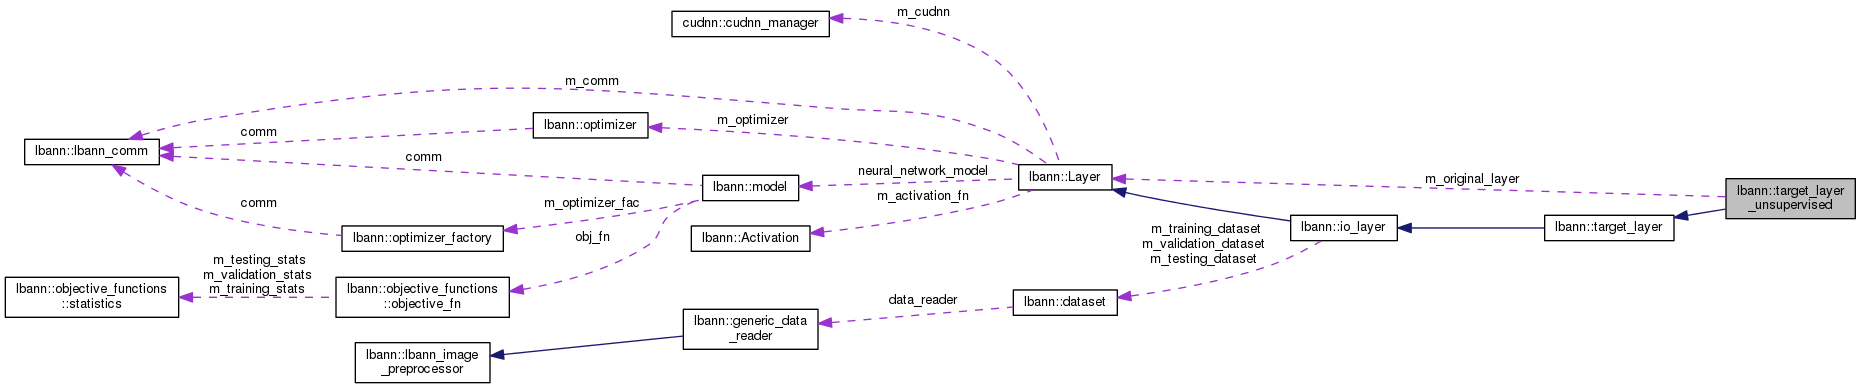 m_cudnn
cudnn::cudnn_manager
m_comm
m_optimizer
lbann::optimizer
comm
lbann::lbann_comm
comm
neural_network_model
lbann::Layer
m_original_layer
lbann::model
m_activation_fn
lbann::target_layer
_unsupervised
m_optimizer_fac
comm
lbann::optimizer_factory
obj_fn
lbann::Activation
m_training_dataset
m_validation_dataset
m_testing_dataset
lbann::io_layer
lbann::target_layer
m_testing_stats
m_validation_stats
m_training_stats
lbann::objective_functions
::statistics
lbann::objective_functions
::objective_fn
data_reader
lbann::dataset
lbann::generic_data
_reader
lbann::lbann_image
_preprocessor